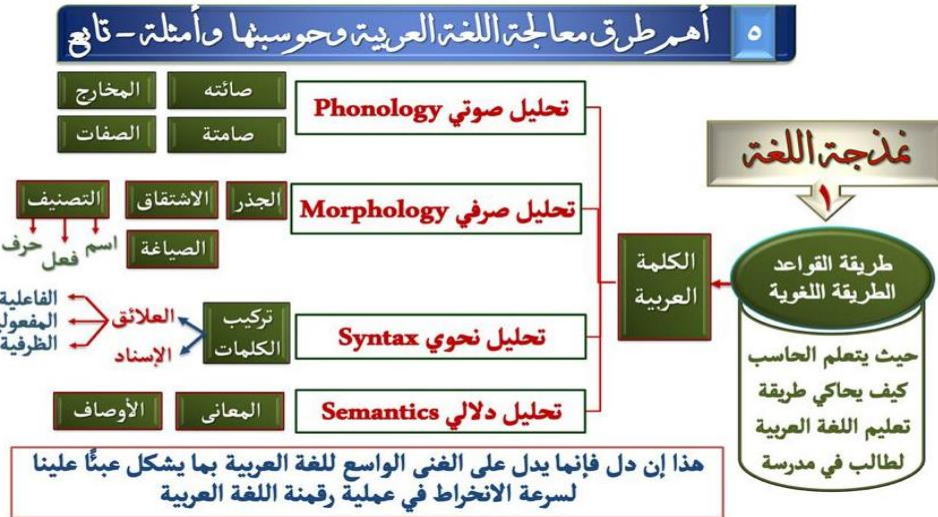 ٥ أهم طرق معالجة اللغة العربية وحوسبتها وأمثلة - تابع
نمذجة اللغة
١
طريقة القواعد
الطريقة اللغوية
حيث يتعلم الحاسب
كيف يحاكي طريقة
تعليم اللغة العربية
لطالب في مدرسة
الكلمة
العربية
تحليل صوتي Phonology
صائته
المخارج
صامتة
الصفات
تحليل صرفي Morphology
الجذر
الاشتقاق
التصنيف
الصياغة
اسم
فعل
حرف
تحليل نحوي Syntax
تركيب
الكلمات
العلائق
الإسناد
الفاعلية
المفعولي
الظرفية
تحليل دلالي Semantics
المعانى
الأوصاف
هذا إن دل فإنما يدل على الغنى الواسع للغة العربية بما يشكل عبئًا علينا
لسرعة الانخراط في عملية رقمنة اللغة العربية